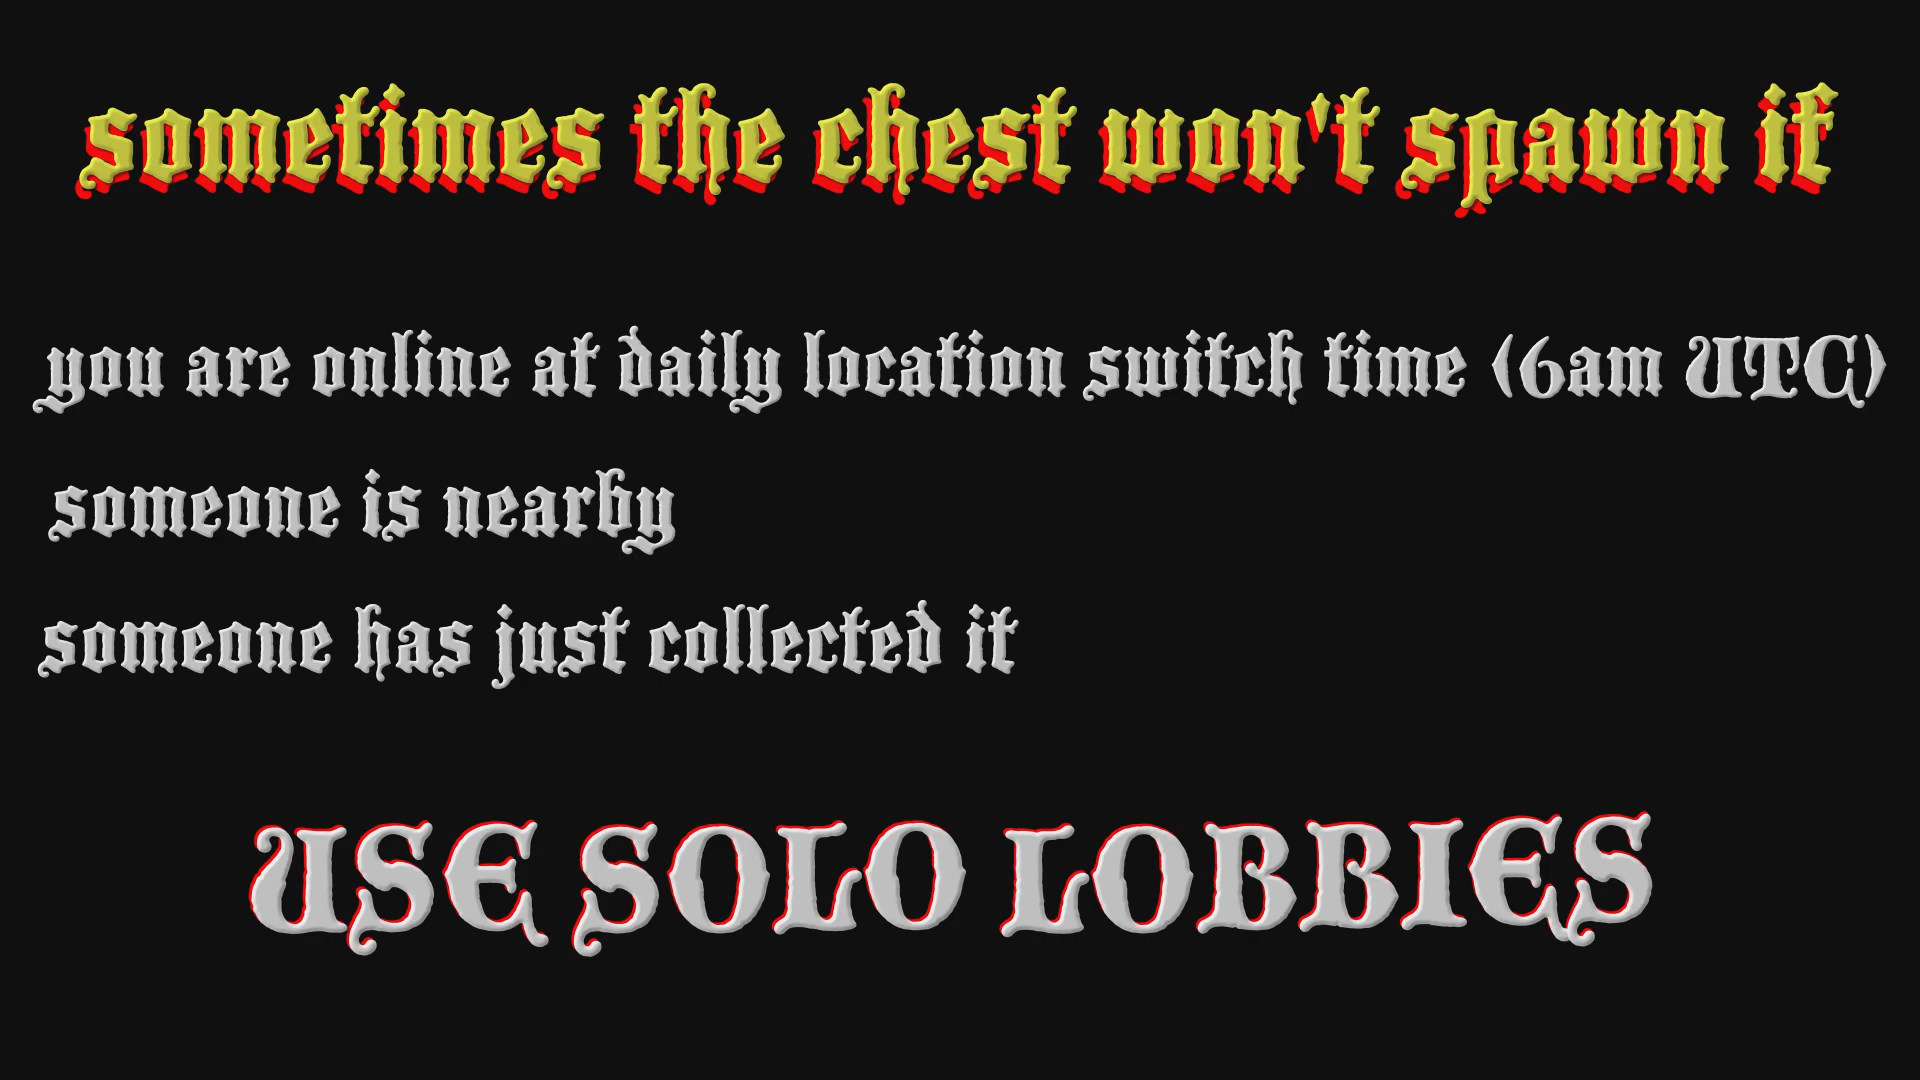 sometimes the chest won't spawn if
you are online at daily location switch time (6am UTC)
someone is nearby
someone has just collected it
USE SOLO LOBBIES